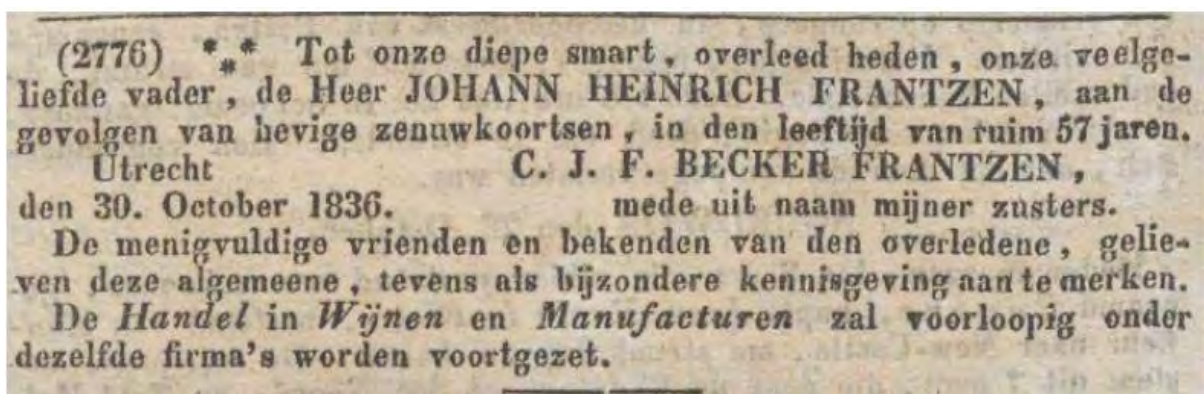 (2776) *** Tot onze diepe smart, overleed heden, onze veelge-
liefde vader, de Heer JOHANN HEINRICH FRANTZEN, aan de
gevolgen van hevige zenuwkoortsen, in den leeftijd van ruim 57 jaren.
Utrecht C. J. F. BECKER FRANTZEN,
den 30. October 1836. mede uit naam mijner zusters.
De menigvuldige vrienden en bekenden van den overledene, gelie-
ven deze algemeene, tevens als bijzondere kennisgeving aan te merken.
De Handel in Wijnen en Manufacturen zal voorloopig onder
dezelfde firma's worden voortgezet.